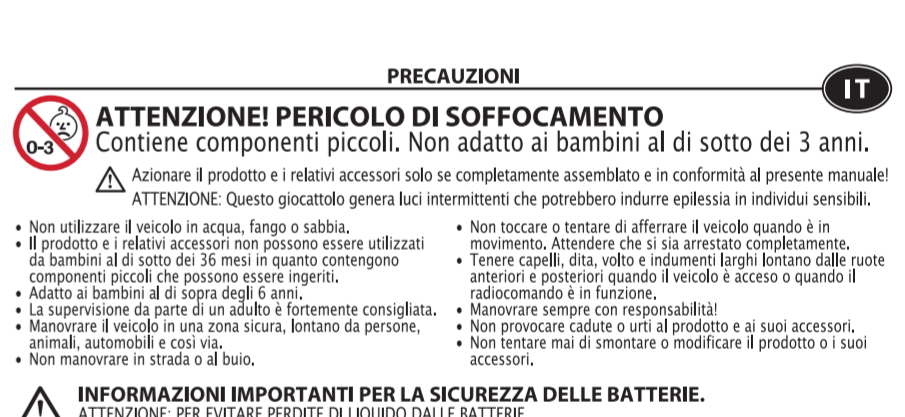 PRECAUZIONI
IT
ATTENZIONE! PERICOLO DI SOFFOCAMENTO
0-3
Contiene componenti piccoli. Non adatto ai bambini al di sotto dei 3 anni.
Azionare il prodotto e i relativi accessori solo se completamente assemblato e in conformità al presente manuale!
ATTENZIONE: Questo giocattolo genera luci intermittenti che potrebbero indurre epilessia in individui sensibili.
• Non utilizzare il veicolo in acqua, fango o sabbia.
• Il prodotto e i relativi accessori non possono essere utilizzati
da bambini al di sotto dei 36 mesi in quanto contengono
componenti piccoli che possono essere ingeriti.
• Adatto ai bambini al di sopra degli 6 anni.
• La supervisione da parte di un adulto è fortemente consigliata.
• Manovrare il veicolo in una zona sicura, lontano da persone,
animali, automobili e così via.
• Non manovrare in strada o al buio.
• Non toccare o tentare di afferrare il veicolo quando è in
movimento. Attendere che si sia arrestato completamente.
• Tenere capelli, dita, volto e indumenti larghi lontano dalle ruote
anteriori e posteriori quando il veicolo è acceso o quando il
radiocomando è in funzione.
• Manovrare sempre con responsabilità!
• Non provocare cadute o urti al prodotto e ai suoi accessori.
• Non tentare mai di smontare o modificare il prodotto o i suoi
accessori.
INFORMAZIONI IMPORTANTI PER LA SICUREZZA DELLE BATTERIE.
ATTENZIONE: PER EVITARE PERDITE DI LIQUIDO DALLE BATTERIE